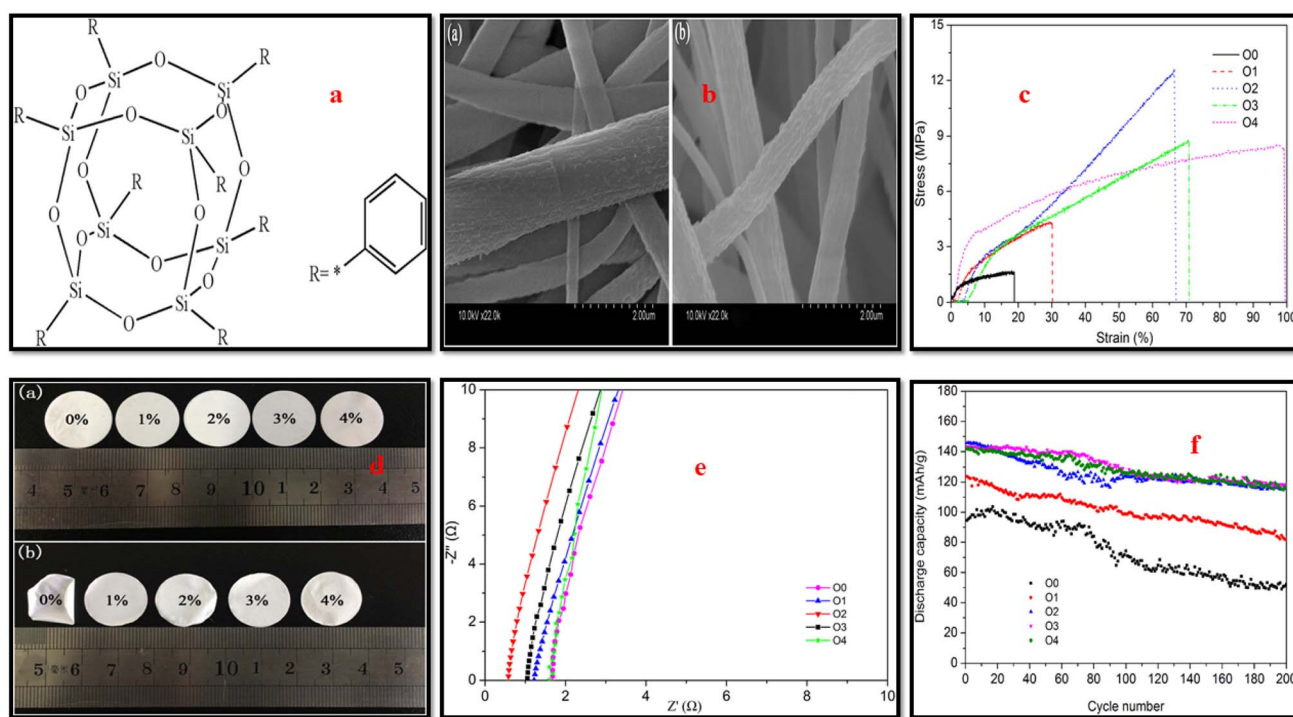 R
O
R
Si
Si
O
R
O
a
Si
O
Si
O
R
O
R
O
O
Si
O
Si
R
O
R=*
Si
Si
O
R
R
(a)
(b)
b
10.0kV x22.0k
2.00um
10.0kV x22.0k
2.00um
c
O0
O1
O2
O3
O4
Stress (MPa)
15
12
9
6
3
0
0 10 20 30 40 50 60 70 80 90 100
Strain (%)
(a)
0% 1% 2% 3% 4%
d
4 5 6 7 8 9 10 1 2 3 4 5
(b)
0% 1% 2% 3% 4%
5 6 7 8 9 10 1 2 3 4 5
e
-Z'' (Ω)
10
8
6
4
2
0
O0
O1
O2
O3
O4
0 2 4 6 8 10
Z' (Ω)
f
Discharge capacity (mAh/g)
180
160
140
120
100
80
60
40
20
0
O0
O1
O2
O3
O4
0 20 40 60 80 100 120 140 160 180 200
Cycle number